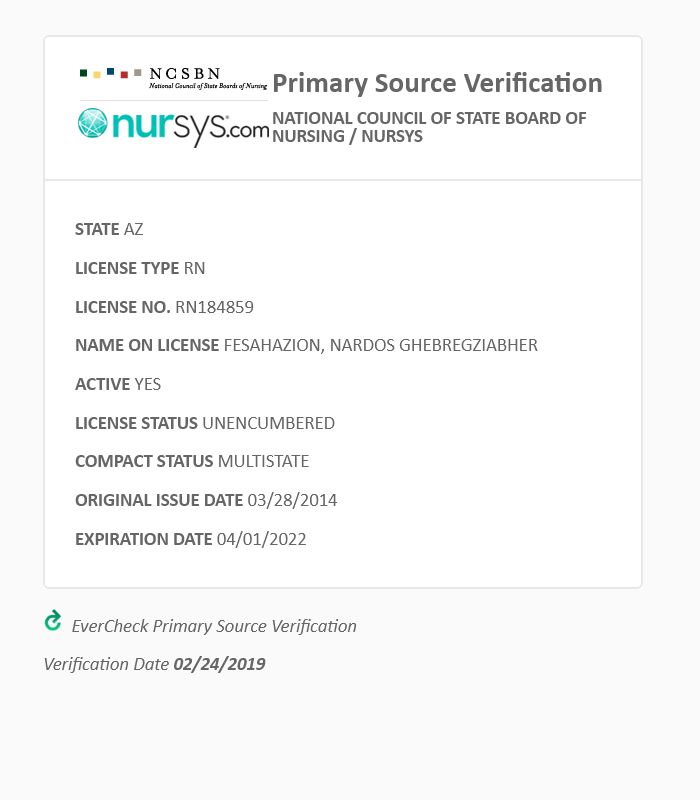 NCSBN
National Council of State Boards of Nursing
nursys.com
Primary Source Verification
NATIONAL COUNCIL OF STATE BOARD OF
NURSING / NURSYS
STATE AZ
LICENSE TYPE RN
LICENSE NO. RN184859
NAME ON LICENSE FESAHAZION, NARDOS GHEBREGZIABHER
ACTIVE YES
LICENSE STATUS UNENCUMBERED
COMPACT STATUS MULTISTATE
ORIGINAL ISSUE DATE 03/28/2014
EXPIRATION DATE 04/01/2022
EverCheck Primary Source Verification
Verification Date 02/24/2019